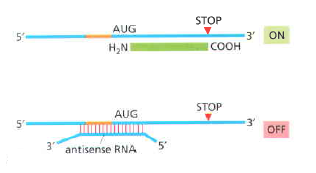 AUG STOP
5′ 3′ ON
H₂N COOH
AUG STOP
5′ 3′ OFF
3′ antisense RNA 5′